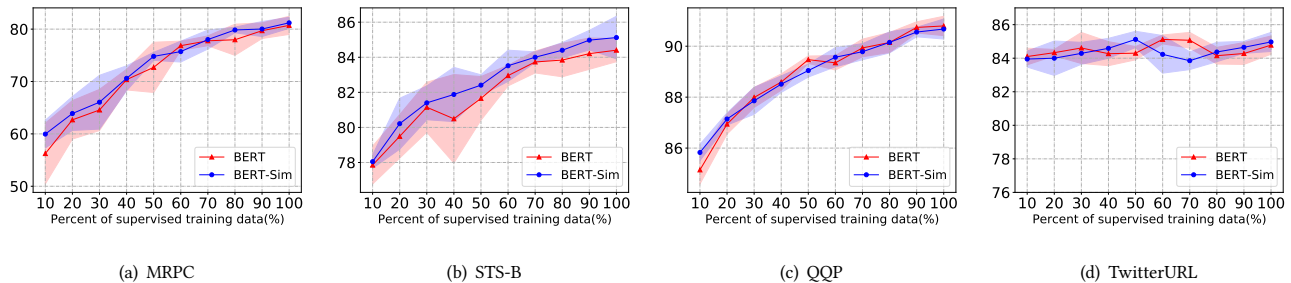 80
70
60
50
10 20 30 40 50 60 70 80 90 100
Percent of supervised training data(%)
BERT
BERT-Sim
(a) MRPC
86
84
82
80
78
10 20 30 40 50 60 70 80 90 100
Percent of supervised training data(%)
BERT
BERT-Sim
(b) STS-B
90
88
86
10 20 30 40 50 60 70 80 90 100
Percent of supervised training data(%)
BERT
BERT-Sim
(c) QQP
86
84
82
80
78
76
10 20 30 40 50 60 70 80 90 100
Percent of supervised training data(%)
BERT
BERT-Sim
(d) TwitterURL